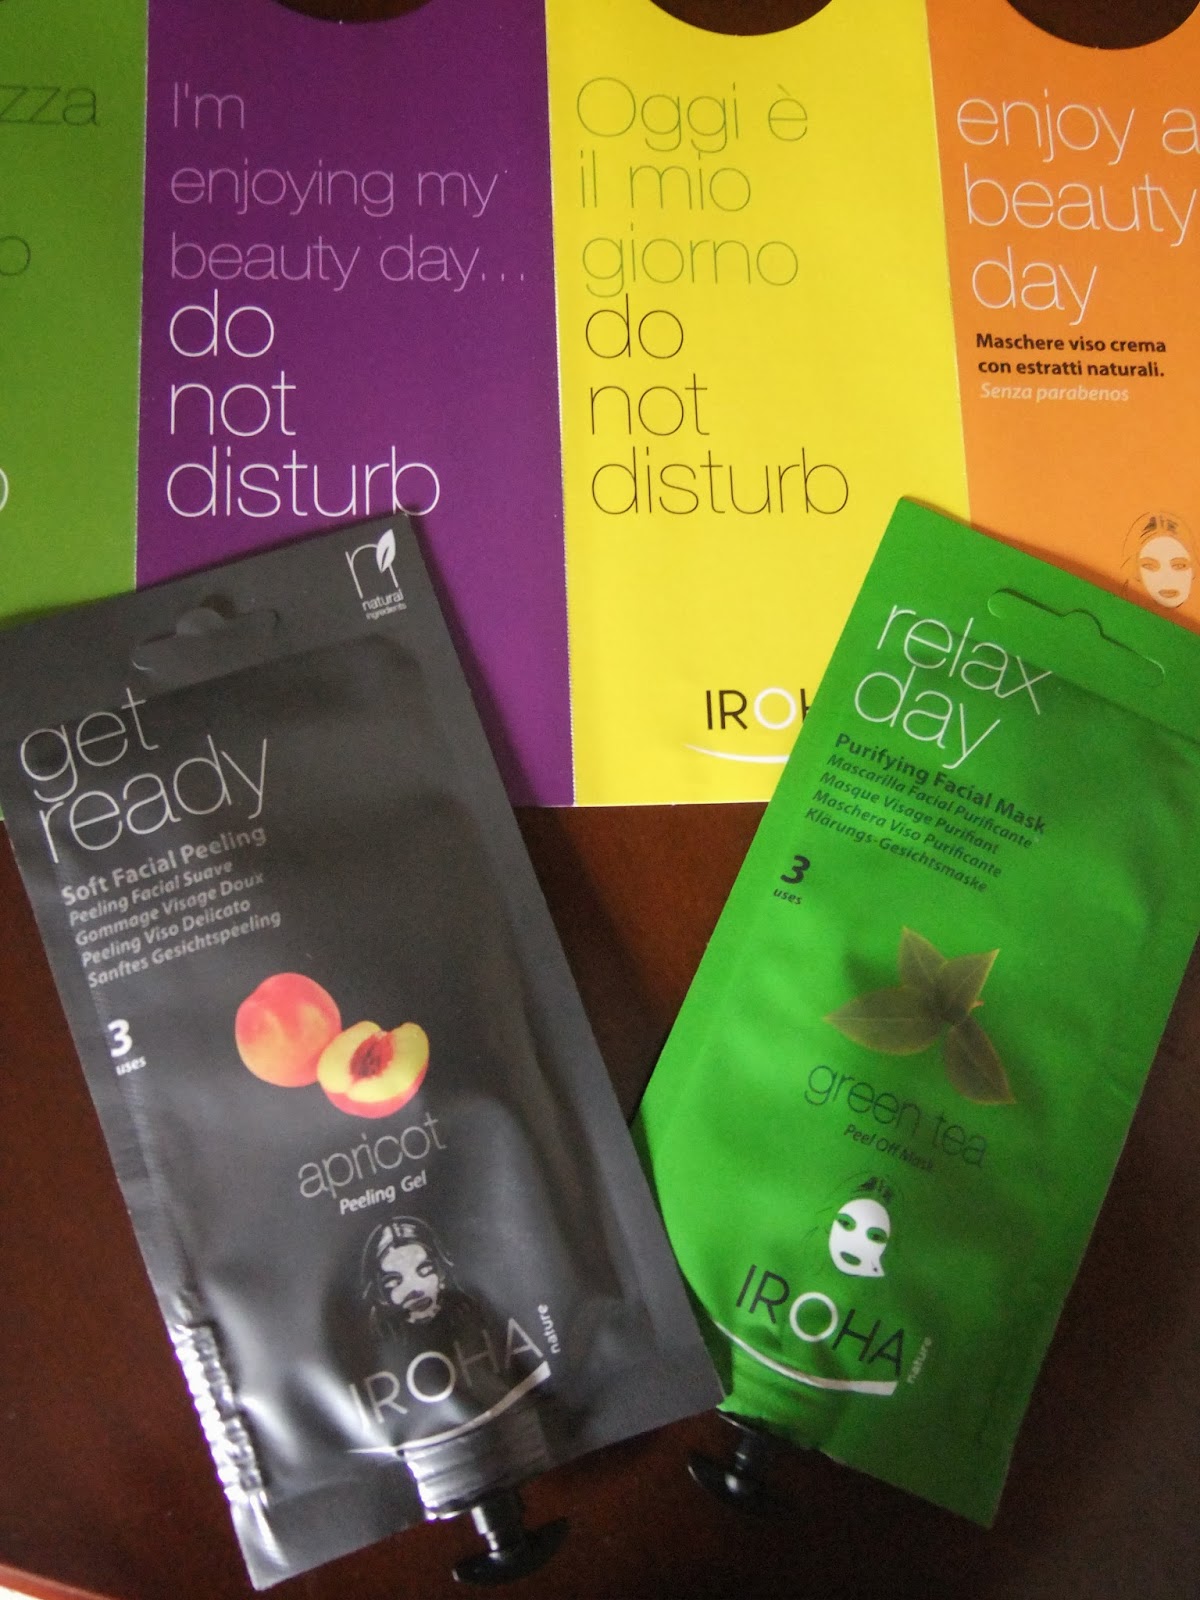 zza
o
I'm
enjoying my
beauty day...
do
not
disturb
Oggi è
il mio
giorno
do
not
disturb
IROH
enjoy a
beauty
day
Maschere viso crema
con estratti naturali.
Senza parabenos
n
natural
ingredients
get
ready
Soft Facial Peeling
Peeling Facial Suave
Gommage Visage Doux
Peeling Viso Delicato
Sanftes Gesichtspeeling
3
uses
apricot
Peeling Gel
IROHA
nature
relax
day
Purifying Facial Mask
Mascarilla Facial Purificante
Masque Visage Purifiant
Maschera Viso Purificante
Klärungs-Gesichtsmaske
3
uses
green tea
Peel Off Mask
IROHA
nature